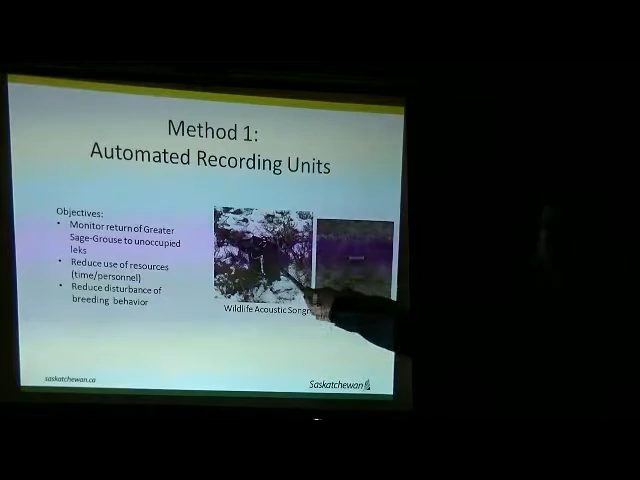 Method 1:
Automated Recording Units
Objectives:
• Monitor return of Greater
Sage-Grouse to unoccupied
leks
• Reduce use of resources
(time/personnel)
• Reduce disturbance of
breeding behavior
Wildlife Acoustic
saskatchewan.ca
Saskatchewan